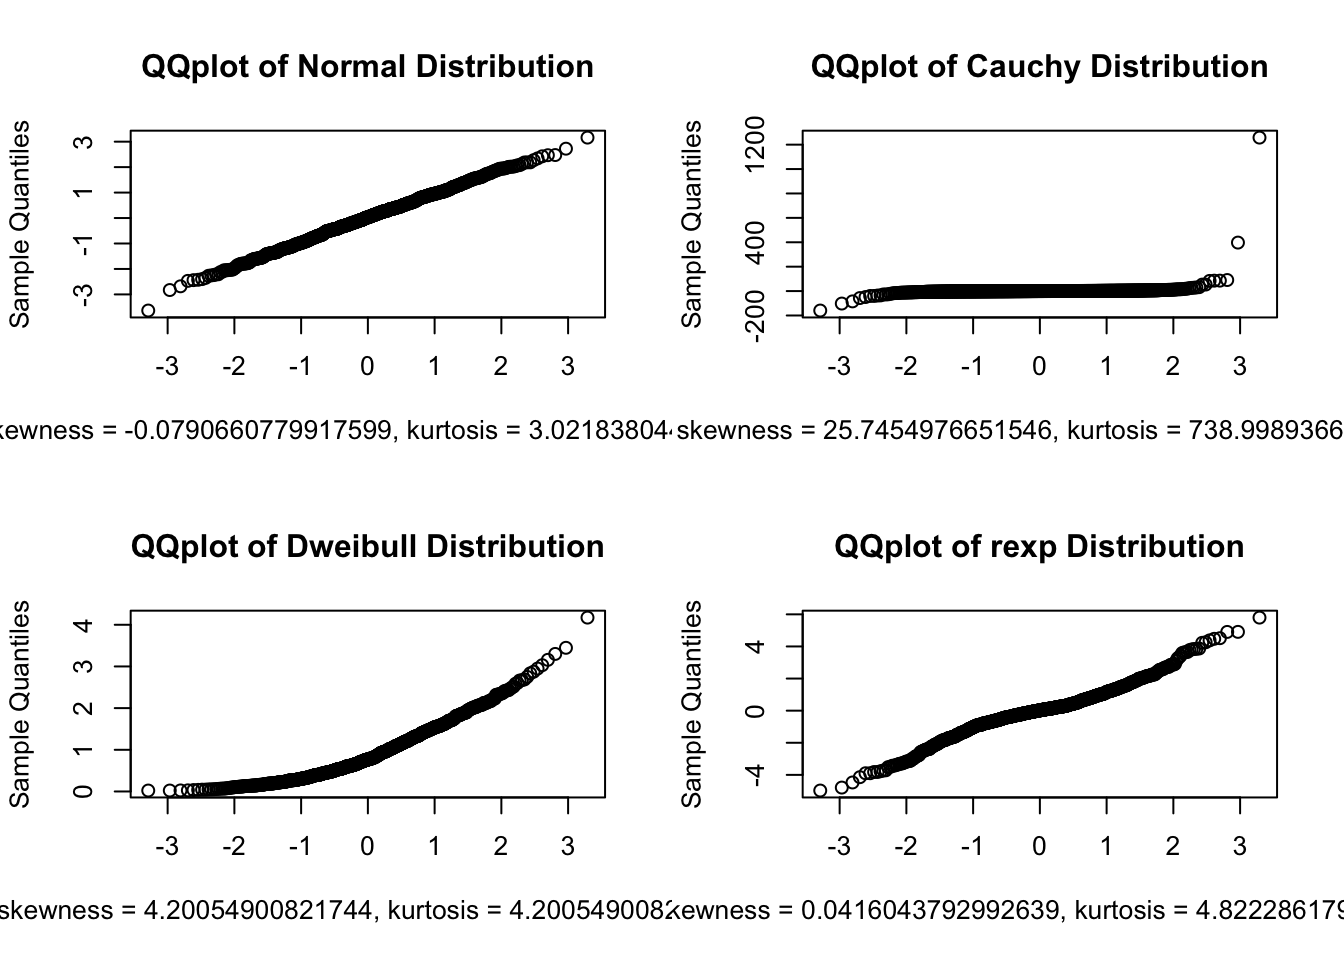 QQplot of Normal Distribution
Sample Quantiles
3
1
-1
-3
-3 -2 -1 0 1 2 3
kewness = -0.0790660779917599, kurtosis = 3.02183804
QQplot of Cauchy Distribution
Sample Quantiles
1200
400
-200
-3 -2 -1 0 1 2 3
skewness = 25.7454976651546, kurtosis = 738.9989366
QQplot of Dweibull Distribution
Sample Quantiles
4
3
2
1
0
-3 -2 -1 0 1 2 3
skewness = 4.20054900821744, kurtosis = 4.2005490082
QQplot of rexp Distribution
Sample Quantiles
4
0
-4
-3 -2 -1 0 1 2 3
kewness = 0.0416043792992639, kurtosis = 4.822286179